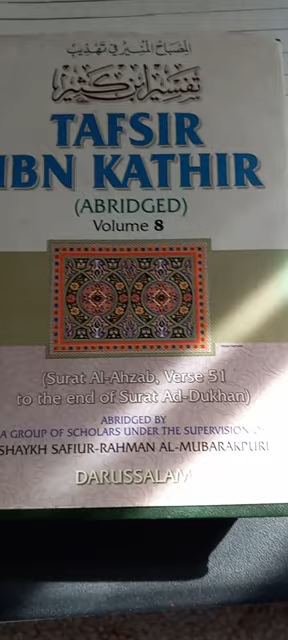 المصباح المنير في تهذيب
تفسير ابن كثير
TAFSIR
IBN KATHIR
(ABRIDGED)
Volume 8
(Surat Al-Ahzab, Verse 51
to the end of Surat Ad-Dukhan)
ABRIDGED BY
A GROUP OF SCHOLARS UNDER THE SUPERVISION
SHAYKH SAFIUR-RAHMAN AL-MUBARAKPURI
DARUSSALAM